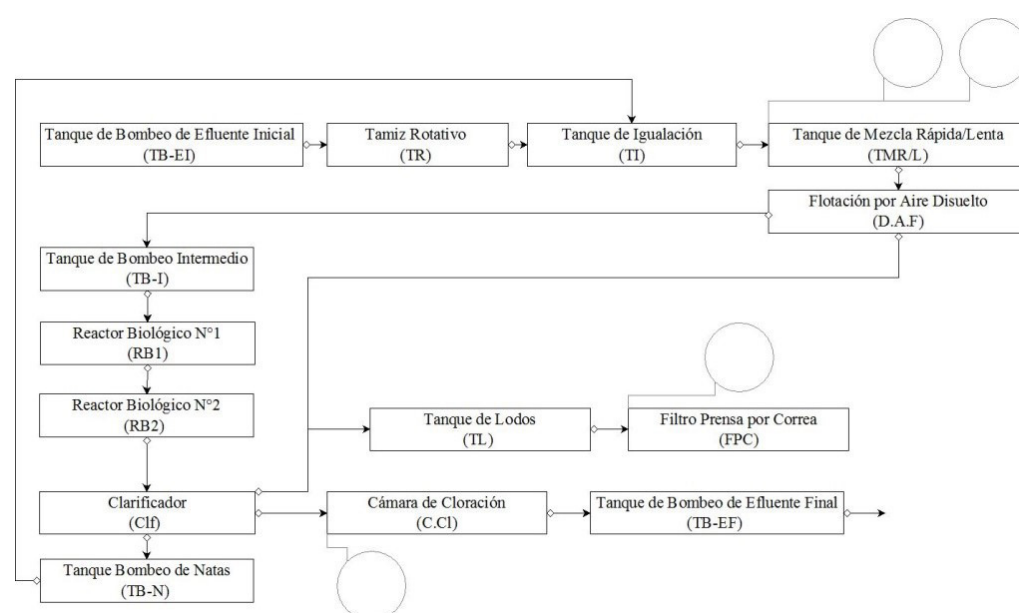 Tanque de Bombeo de Efluente Inicial
(TB-EI)
Tamiz Rotativo
(TR)
Tanque de Igualación
(TI)
Tanque de Mezcla Rápida/Lenta
(TMR/L)
Flotación por Aire Disuelto
(D.A.F)
Tanque de Bombeo Intermedio
(TB-I)
Reactor Biológico N°1
(RB1)
Reactor Biológico N°2
(RB2)
Tanque de Lodos
(TL)
Filtro Prensa por Correa
(FPC)
Clarificador
(Clf)
Cámara de Cloración
(C.Cl)
Tanque de Bombeo de Efluente Final
(TB-EF)
Tanque Bombeo de Natas
(TB-N)